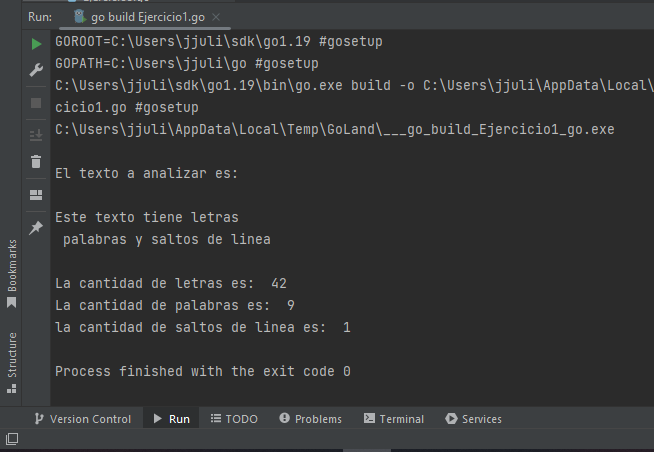 Run: go build Ejercicio1.go ×
GOROOT=C:\Users\jjuli\sdk\go1.19 #gosetup
GOPATH=C:\Users\jjuli\go #gosetup
C:\Users\jjuli\sdk\go1.19\bin\go.exe build -o C:\Users\jjuli\AppData\Local\
cicio1.go #gosetup
C:\Users\jjuli\AppData\Local\Temp\GoLand\___go_build_Ejercicio1_go.exe
El texto a analizar es:
Este texto tiene letras
palabras y saltos de linea
La cantidad de letras es:  42
La cantidad de palabras es:  9
la cantidad de saltos de linea es:  1
Process finished with the exit code 0
Bookmarks
Structure
Version Control Run TODO Problems Terminal Services